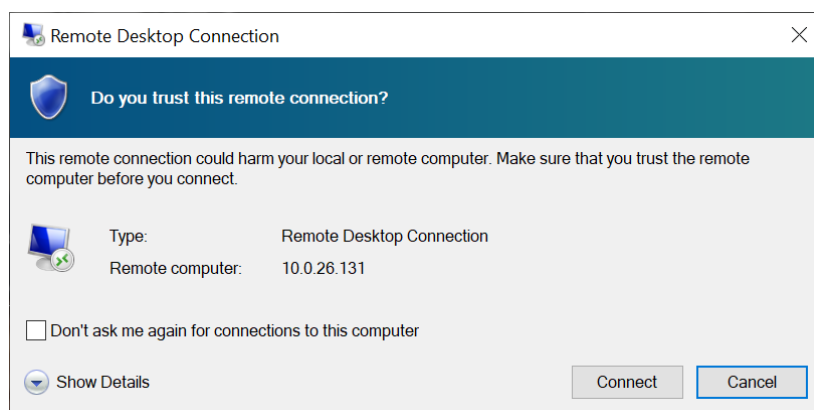 Remote Desktop Connection
Do you trust this remote connection?
This remote connection could harm your local or remote computer. Make sure that you trust the remote
computer before you connect.
Type: Remote Desktop Connection
Remote computer: 10.0.26.131
Don't ask me again for connections to this computer
Show Details Connect Cancel